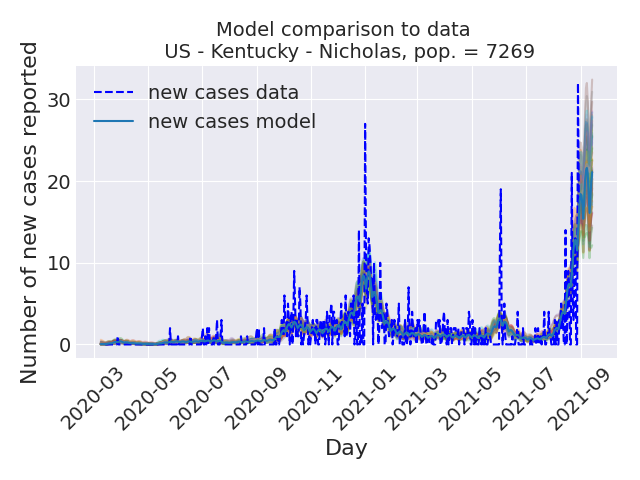 Model comparison to data
US - Kentucky - Nicholas, pop. = 7269
Number of new cases reported
30
20
10
0
new cases data
new cases model
2020-03
2020-05
2020-07
2020-09
2020-11
2021-01
2021-03
2021-05
2021-07
2021-09
Day